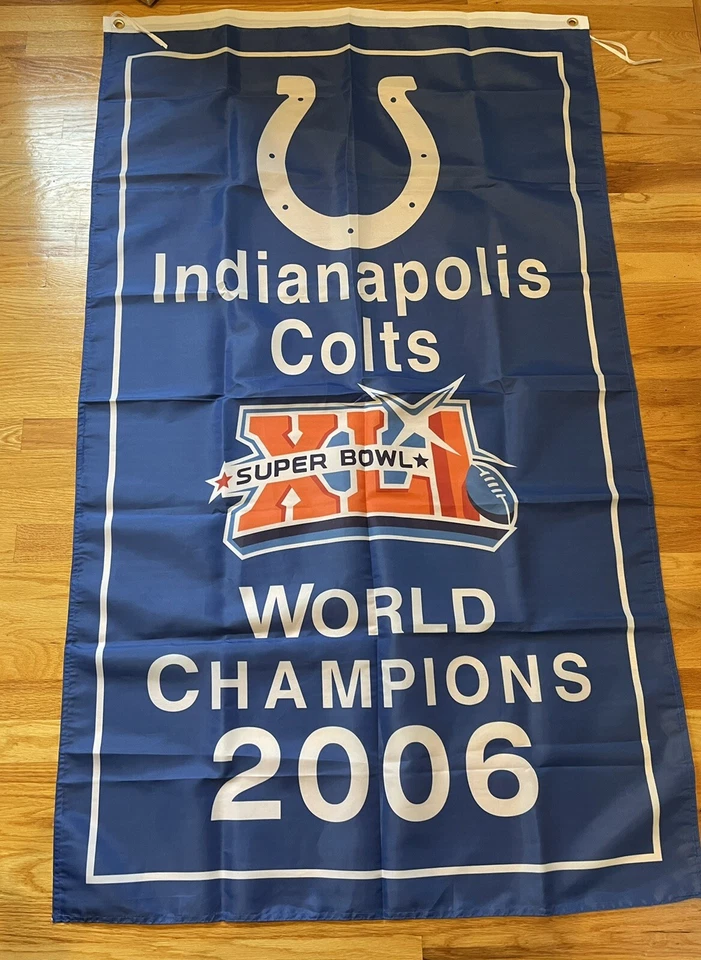 Indianapolis
Colts
XLI
SUPER BOWL
WORLD
CHAMPIONS
2006